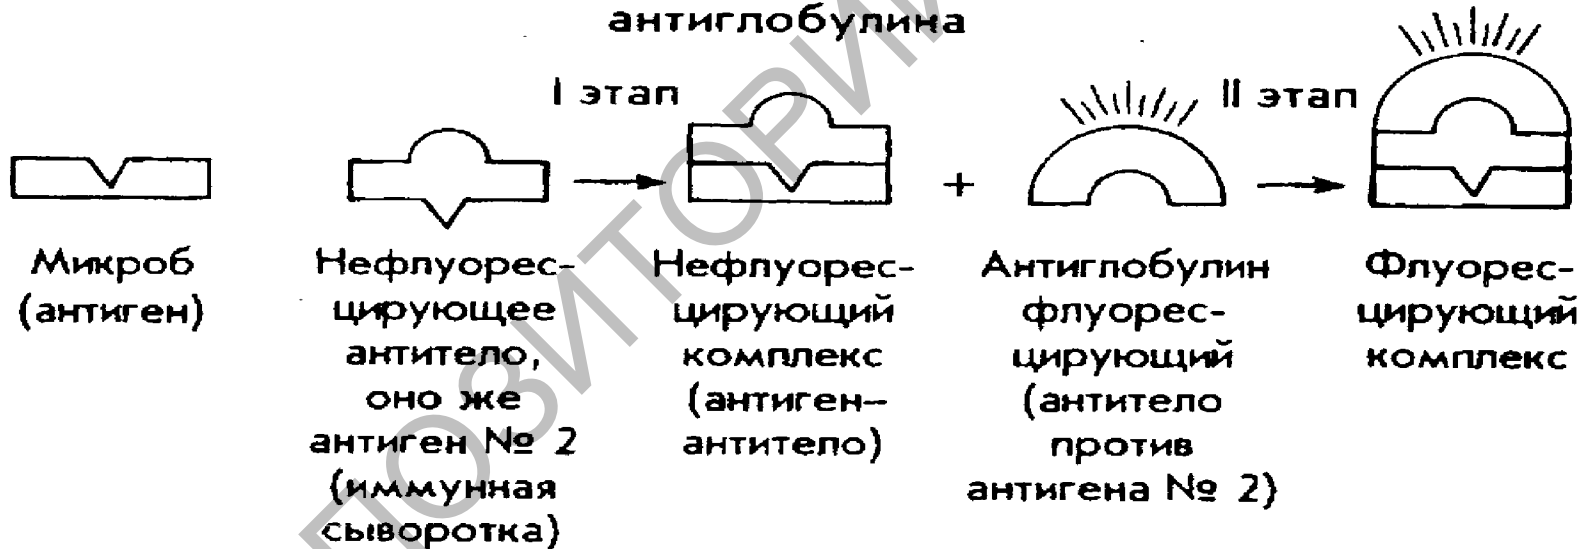 антиглобулина
I этап
II этап
+
Микроб
(антиген)
Нефлуорес-
цирующее
антитело,
оно же
антиген № 2
(иммунная
сыворотка)
Нефлуорес-
цирующий
комплекс
(антиген–
антитело)
Антиглобулин
флуорес-
цирующий
(антитело
против
антигена № 2)
Флуорес-
цирующий
комплекс
ПОЗИТОРИ